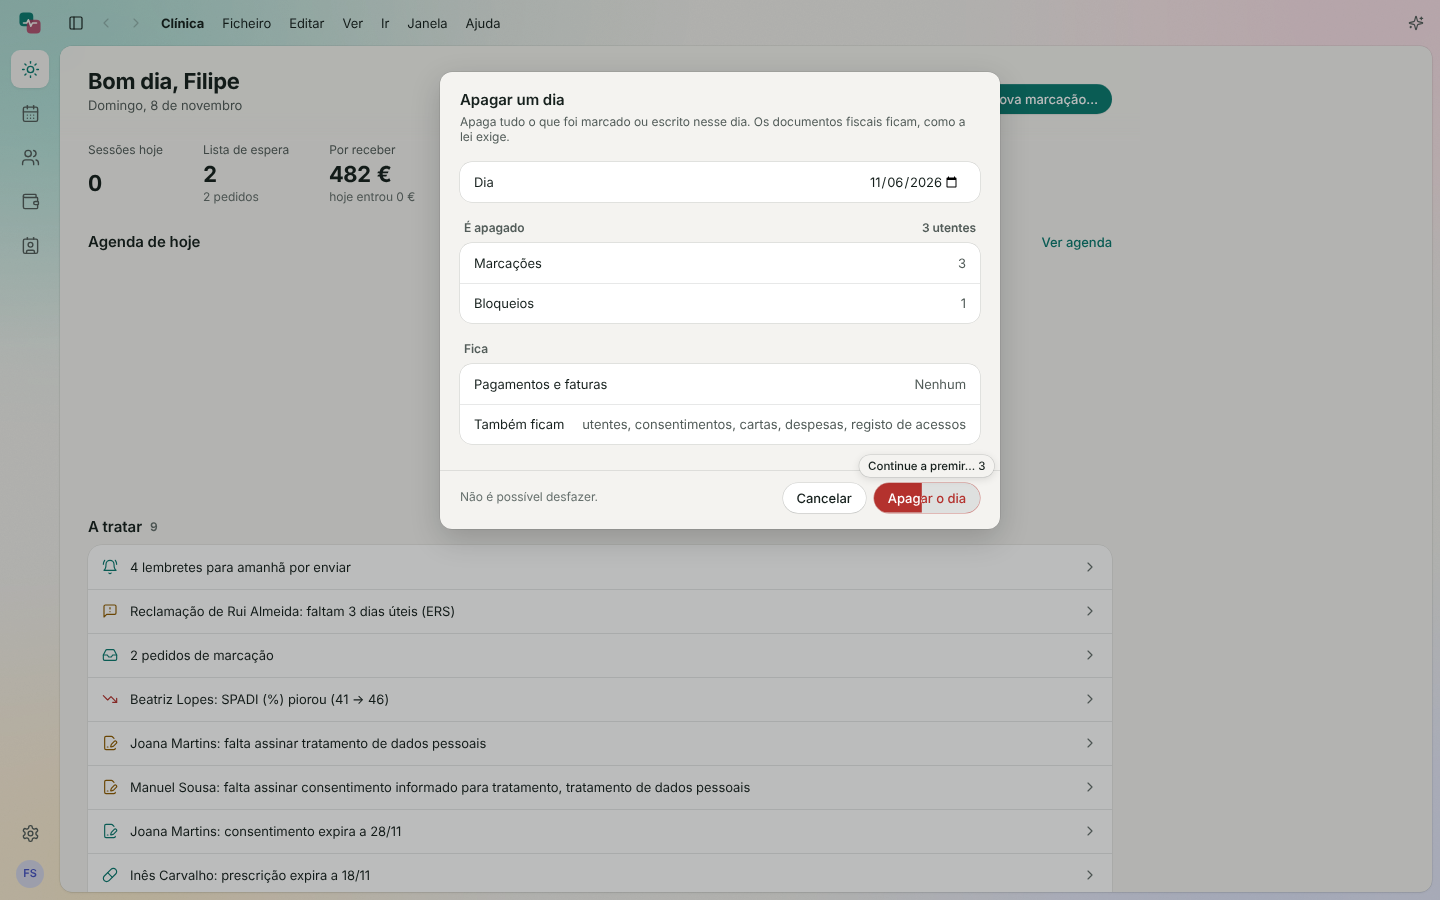 Clínica Ficheiro Editar Ver Ir Janela Ajuda
Bom dia, Filipe
Domingo, 8 de novembro
ova marcação...
Sessões hoje
0
Lista de espera
2
2 pedidos
Por receber
482 €
hoje entrou 0 €
Agenda de hoje
Ver agenda
Apagar um dia
Apaga tudo o que foi marcado ou escrito nesse dia. Os documentos fiscais ficam, como a
lei exige.
Dia 11/06/2026
É apagado 3 utentes
Marcações 3
Bloqueios 1
Fica
Pagamentos e faturas Nenhum
Também ficam utentes, consentimentos, cartas, despesas, registo de acessos
Continue a premir... 3
Não é possível desfazer.
Cancelar
Apagar o dia
A tratar 9
4 lembretes para amanhã por enviar
Reclamação de Rui Almeida: faltam 3 dias úteis (ERS)
2 pedidos de marcação
Beatriz Lopes: SPADI (%) piorou (41 → 46)
Joana Martins: falta assinar tratamento de dados pessoais
Manuel Sousa: falta assinar consentimento informado para tratamento, tratamento de dados pessoais
Joana Martins: consentimento expira a 28/11
Inês Carvalho: prescrição expira a 18/11
FS